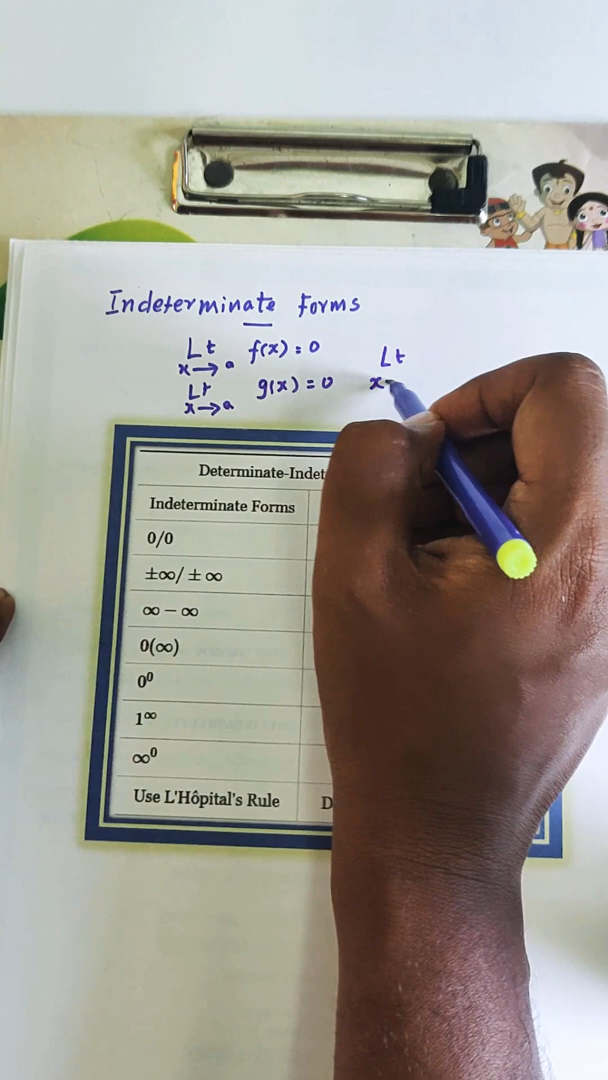 Indeterminate Forms
Lt f(x) = 0
x→a
Lt g(x) = 0
x→a
Lt
x
Determinate-Indet
Indeterminate Forms
0/0
±∞/±∞
∞ − ∞
0(∞)
0⁰
1^∞
∞⁰
Use L'Hôpital's Rule
D